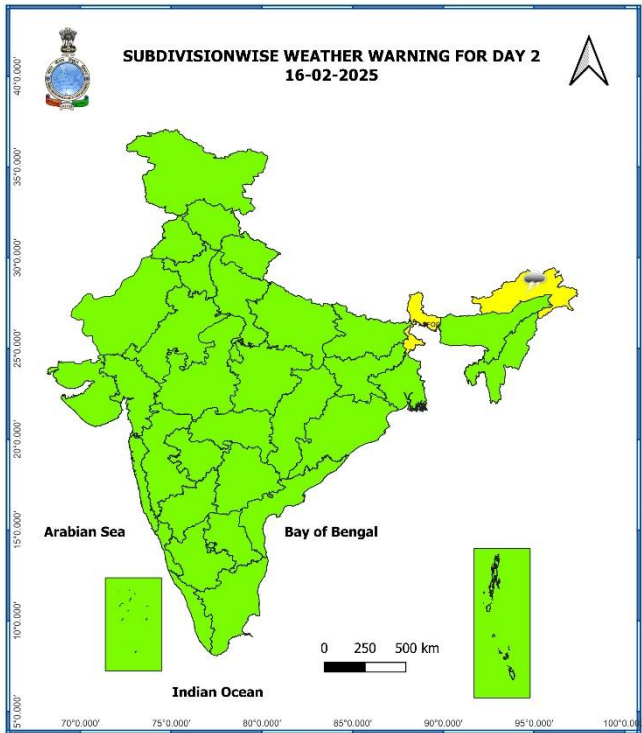 SUBDIVISIONWISE WEATHER WARNING FOR DAY 2
16-02-2025
40°0.000'
35°0.000'
30°0.000'
25°0.000'
20°0.000'
15°0.000'
10°0.000'
5°0.000'
Arabian Sea
Bay of Bengal
0 250 500 km
Indian Ocean
70°0.000' 75°0.000' 80°0.000' 85°0.000' 90°0.000' 95°0.000' 100°0.000'